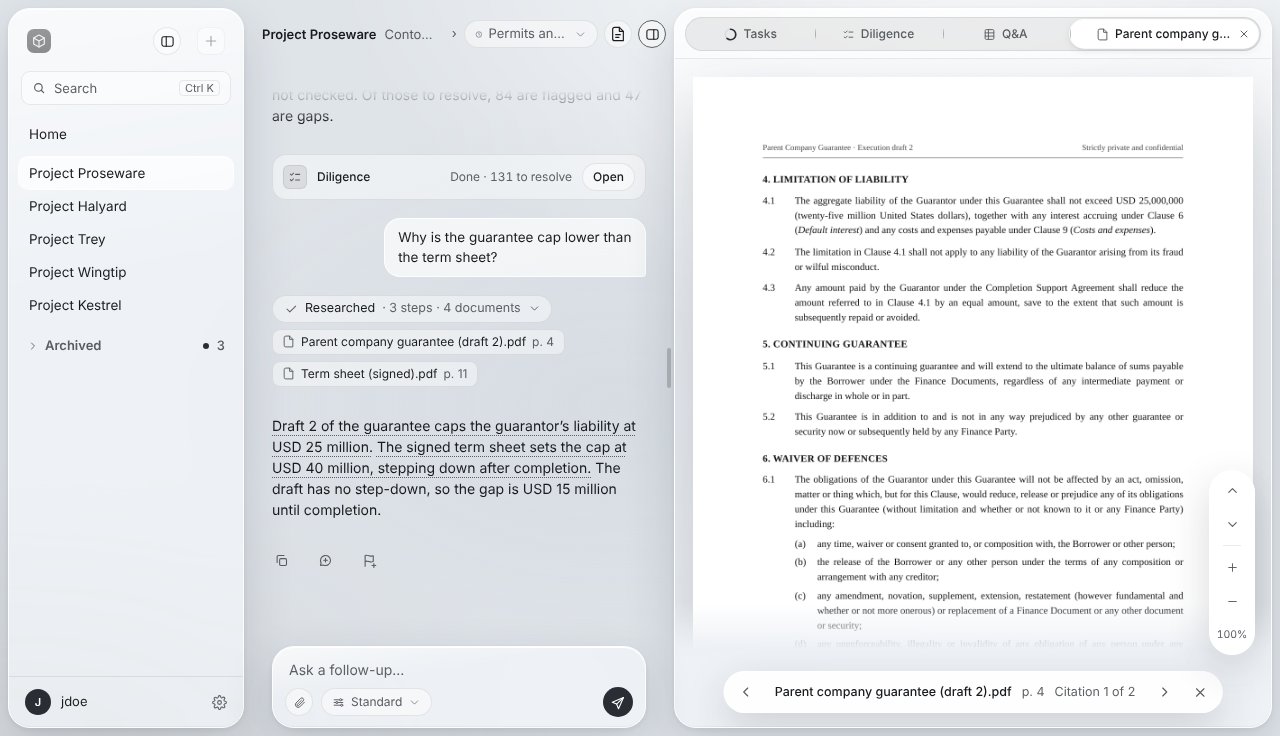 Search
Ctrl K
Home
Project Proseware
Project Halyard
Project Trey
Project Wingtip
Project Kestrel
Archived
3
J
jdoe
Project Proseware Conto...
Permits an...
not checked. Of those to resolve, 84 are flagged and 47
are gaps.
Diligence
Done · 131 to resolve
Open
Why is the guarantee cap lower than
the term sheet?
Researched · 3 steps · 4 documents
Parent company guarantee (draft 2).pdf p. 4
Term sheet (signed).pdf p. 11
Draft 2 of the guarantee caps the guarantor's liability at
USD 25 million. The signed term sheet sets the cap at
USD 40 million, stepping down after completion. The
draft has no step-down, so the gap is USD 15 million
until completion.
Ask a follow-up...
Standard
Tasks
Diligence
Q&A
Parent company g...
Parent Company Guarantee · Execution draft 2
Strictly private and confidential
4. LIMITATION OF LIABILITY
4.1 The aggregate liability of the Guarantor under this Guarantee shall not exceed USD 25,000,000
(twenty-five million United States dollars), together with any interest accruing under Clause 6
(Default interest) and any costs and expenses payable under Clause 9 (Costs and expenses).
4.2 The limitation in Clause 4.1 shall not apply to any liability of the Guarantor arising from its fraud
or wilful misconduct.
4.3 Any amount paid by the Guarantor under the Completion Support Agreement shall reduce the
amount referred to in Clause 4.1 by an equal amount, save to the extent that such amount is
subsequently repaid or avoided.
5. CONTINUING GUARANTEE
5.1 This Guarantee is a continuing guarantee and will extend to the ultimate balance of sums payable
by the Borrower under the Finance Documents, regardless of any intermediate payment or
discharge in whole or in part.
5.2 This Guarantee is in addition to and is not in any way prejudiced by any other guarantee or
security now or subsequently held by any Finance Party.
6. WAIVER OF DEFENCES
6.1 The obligations of the Guarantor under this Guarantee will not be affected by an act, omission,
matter or thing which, but for this Clause, would reduce, release or prejudice any of its obligations
under this Guarantee (without limitation and whether or not known to it or any Finance Party)
including:
(a) any time, waiver or consent granted to, or composition with, the Borrower or other person;
(b) the release of the Borrower or any other person under the terms of any composition or
arrangement with any creditor;
(c) any amendment, novation, supplement, extension, restatement (however fundamental and
whether or not more onerous) or replacement of a Finance Document or any other document
or security;
(d) any unenforceability, illegality or invalidity of any obligation of any person under any
100%
Parent company guarantee (draft 2).pdf p. 4 Citation 1 of 2